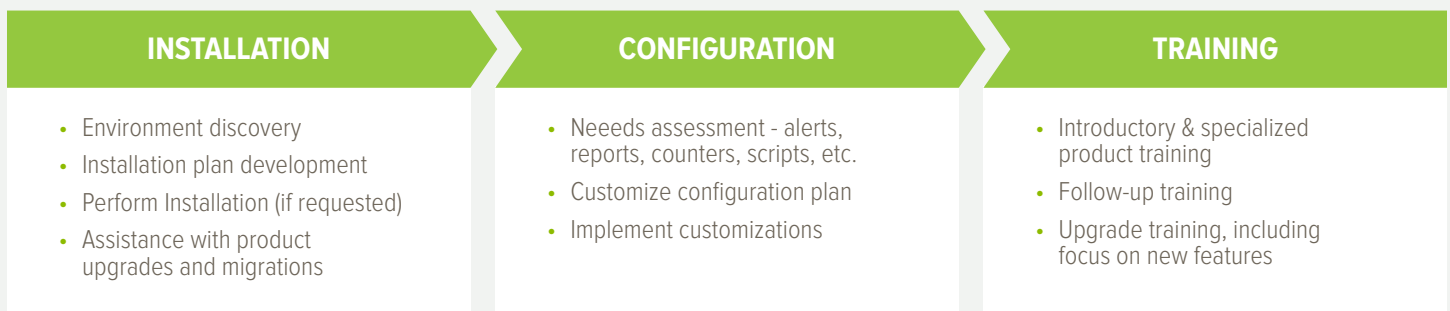 INSTALLATION
• Environment discovery
• Installation plan development
• Perform Installation (if requested)
• Assistance with product
upgrades and migrations
CONFIGURATION
• Neeeds assessment - alerts,
reports, counters, scripts, etc.
• Customize configuration plan
• Implement customizations
TRAINING
• Introductory & specialized
product training
• Follow-up training
• Upgrade training, including
focus on new features